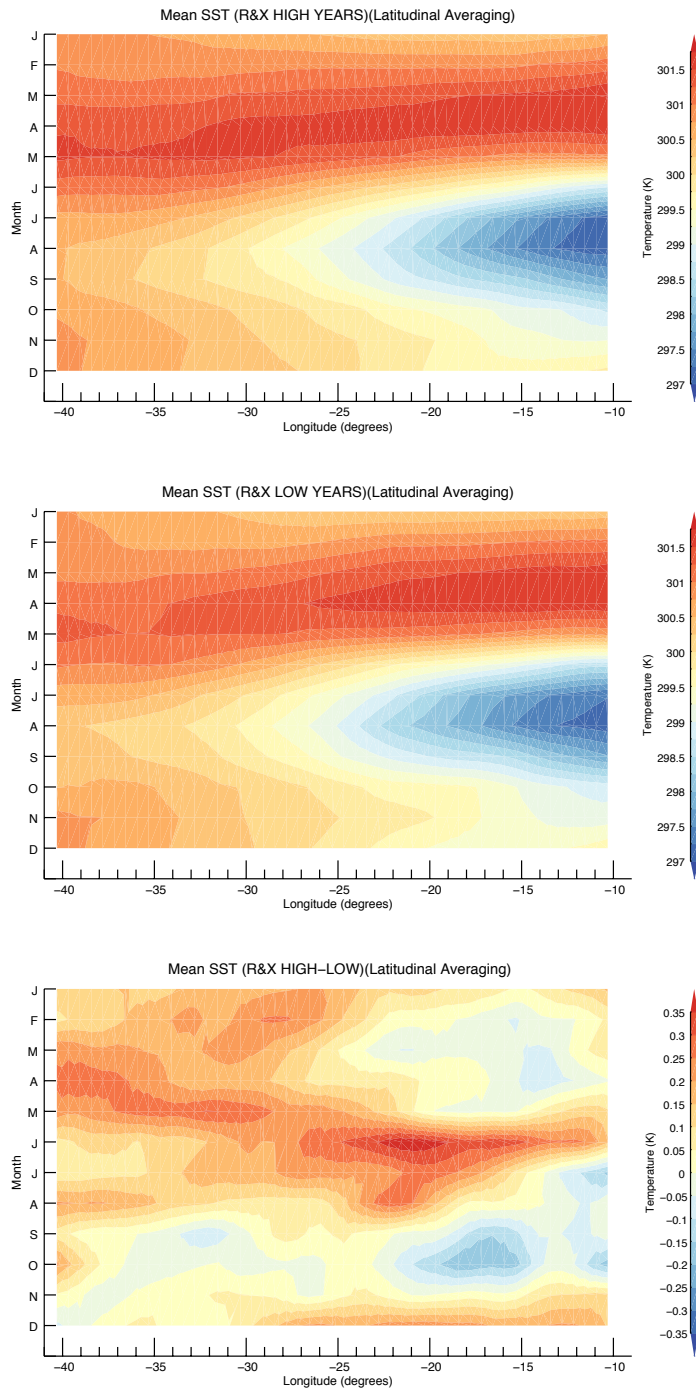 Mean SST (R&X HIGH YEARS)(Latitudinal Averaging)
J
F
M
A
M
J
J
A
S
O
N
D
Month
−40 −35 −30 −25 −20 −15 −10
Longitude (degrees)
301.5
301
300.5
300
299.5
299
298.5
298
297.5
297
Temperature (K)
Mean SST (R&X LOW YEARS)(Latitudinal Averaging)
J
F
M
A
M
J
J
A
S
O
N
D
Month
−40 −35 −30 −25 −20 −15 −10
Longitude (degrees)
301.5
301
300.5
300
299.5
299
298.5
298
297.5
297
Temperature (K)
Mean SST (R&X HIGH−LOW)(Latitudinal Averaging)
J
F
M
A
M
J
J
A
S
O
N
D
Month
−40 −35 −30 −25 −20 −15 −10
Longitude (degrees)
0.35
0.3
0.25
0.2
0.15
0.1
0.05
0
−0.05
−0.1
−0.15
−0.2
−0.25
−0.3
−0.35
Temperature (K)